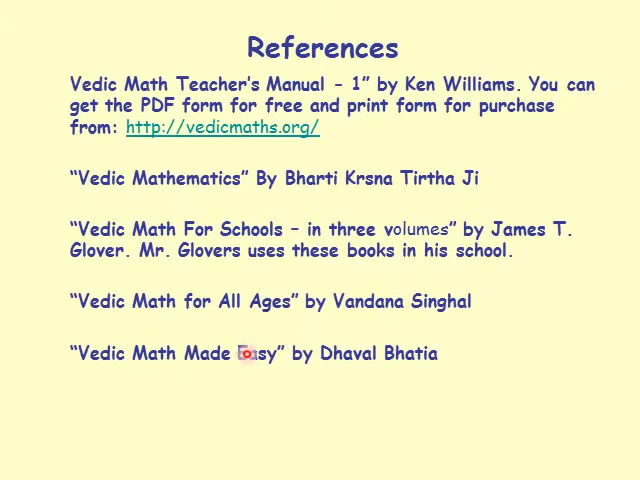 References
Vedic Math Teacher's Manual - 1” by Ken Williams. You can
get the PDF form for free and print form for purchase
from: http://vedicmaths.org/
“Vedic Mathematics” By Bharti Krsna Tirtha Ji
“Vedic Math For Schools – in three volumes” by James T.
Glover. Mr. Glovers uses these books in his school.
“Vedic Math for All Ages” by Vandana Singhal
“Vedic Math Made Easy” by Dhaval Bhatia